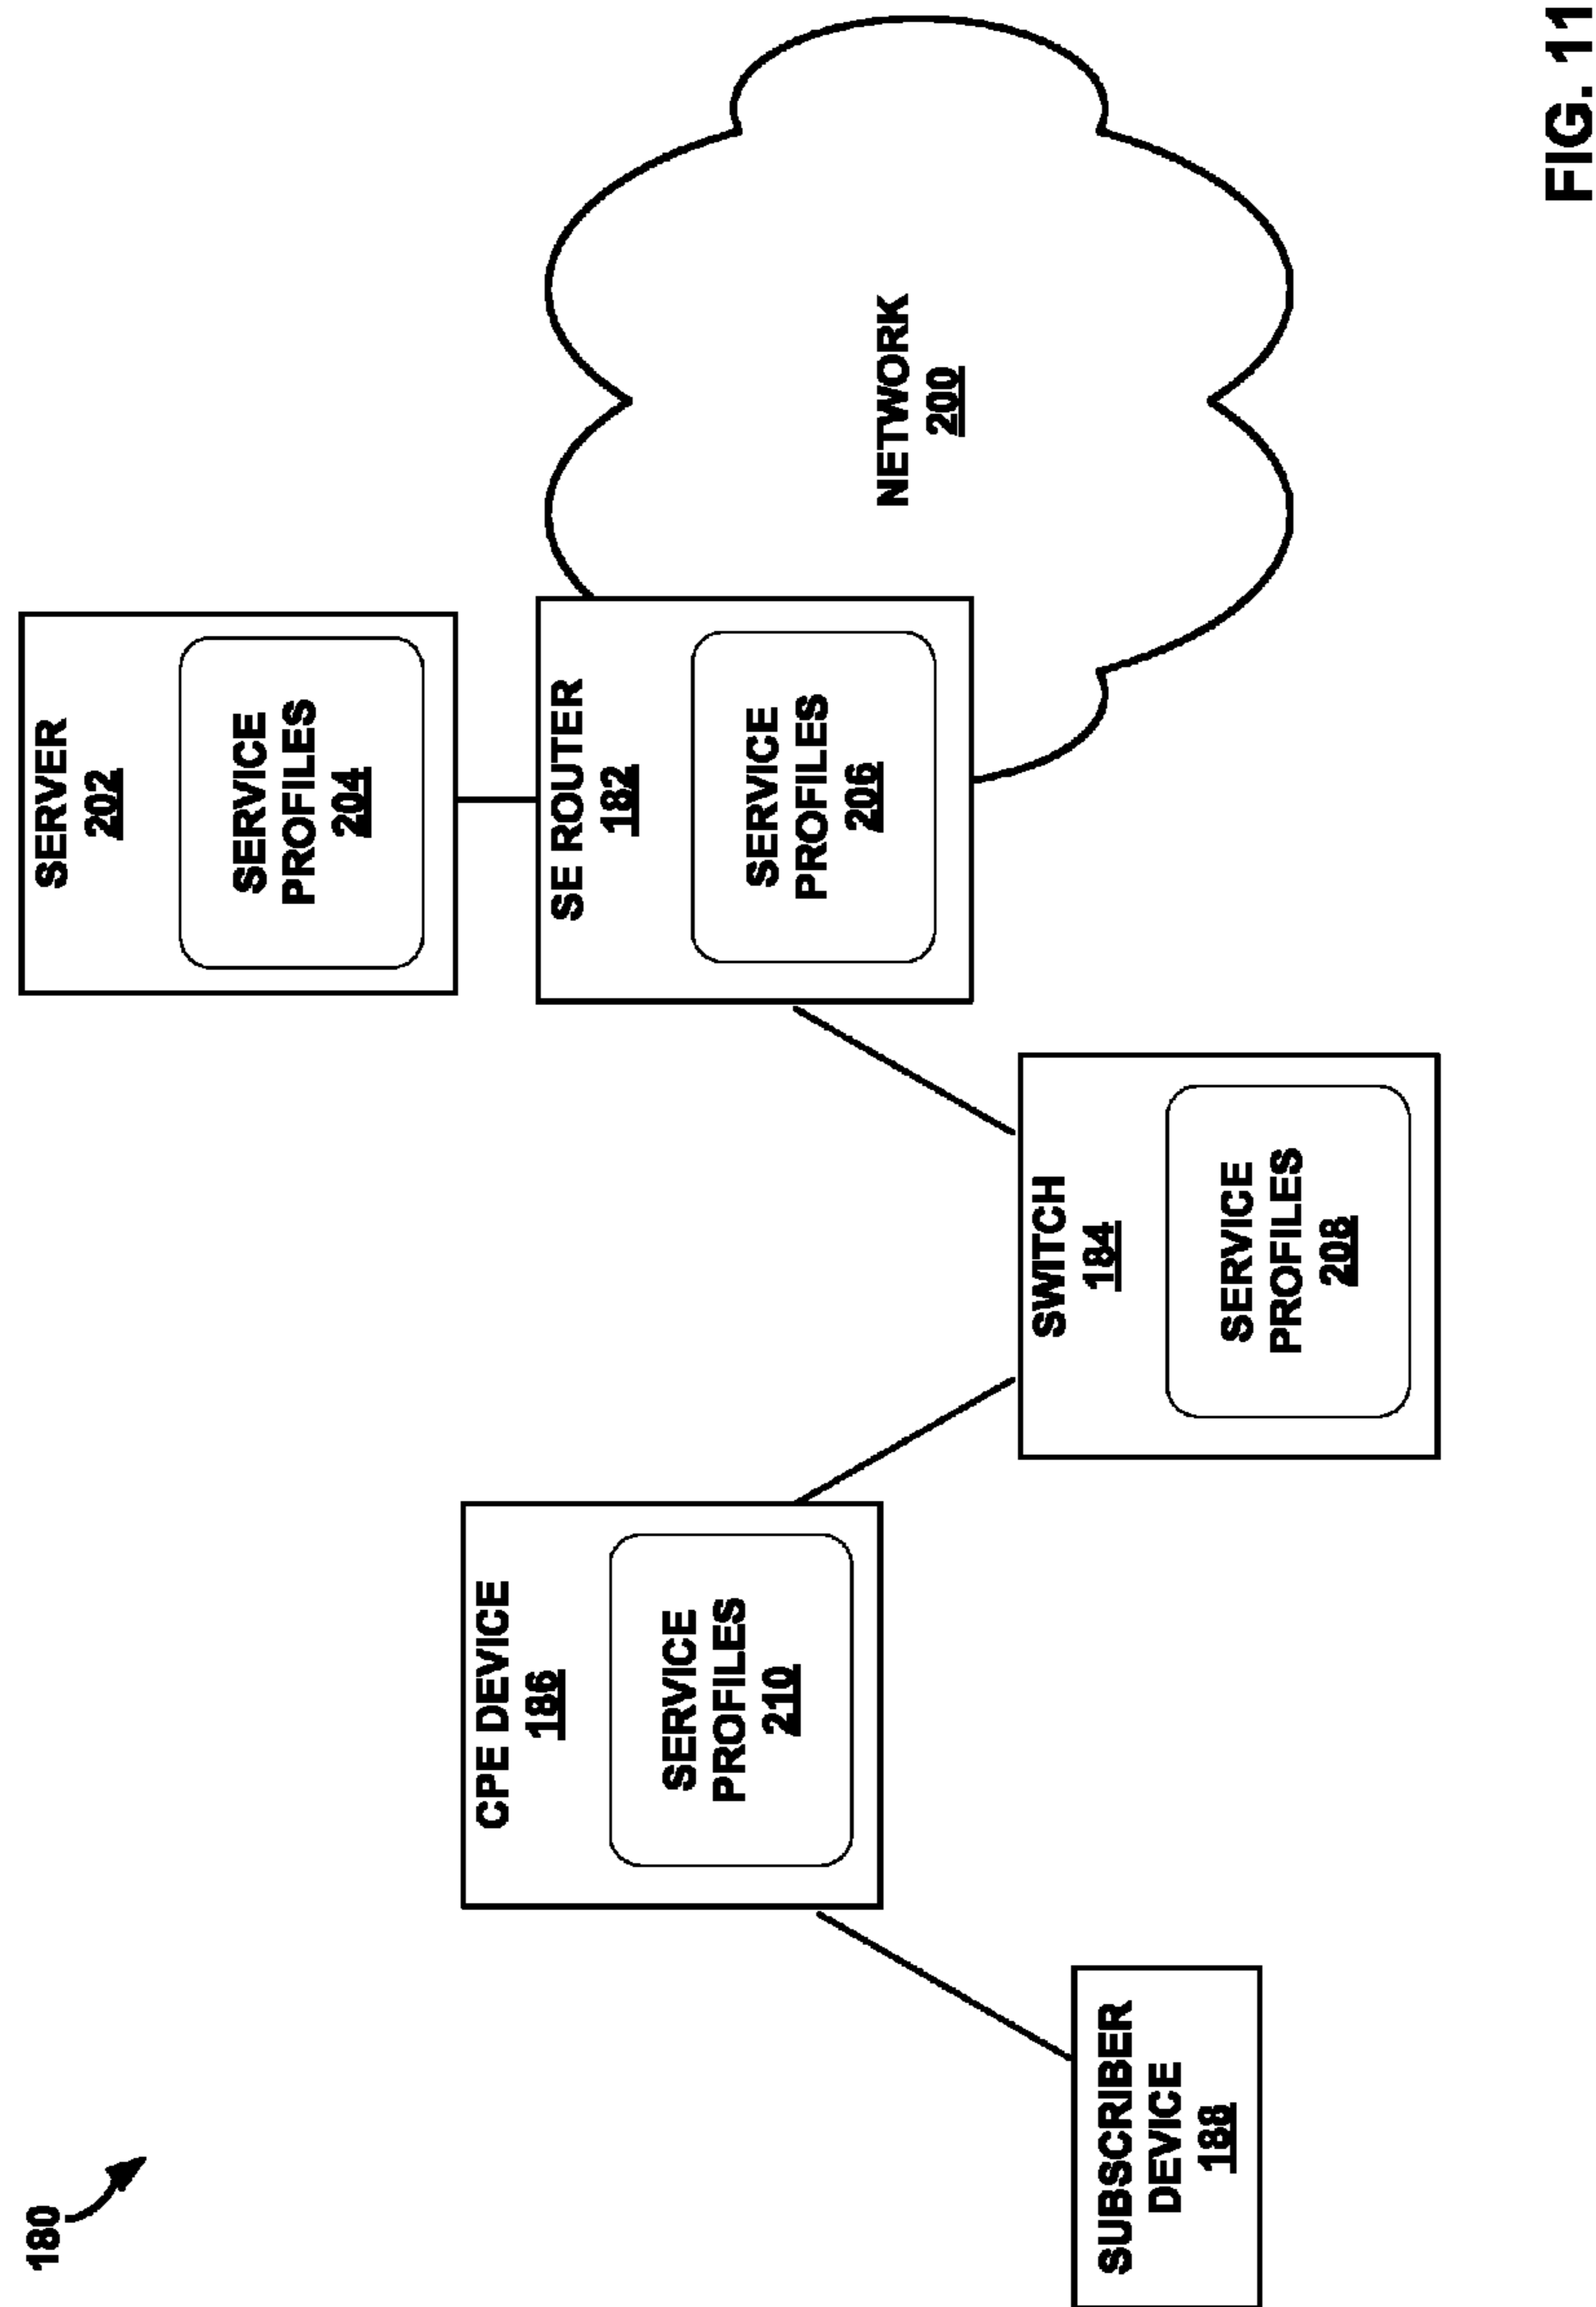 180
SERVER
202
SERVICE
PROFILES
204
SE ROUTER
182
SERVICE
PROFILES
206
NETWORK
200
CPE DEVICE
186
SERVICE
PROFILES
210
SWITCH
184
SERVICE
PROFILES
208
SUBSCRIBER
DEVICE
188
FIG. 11